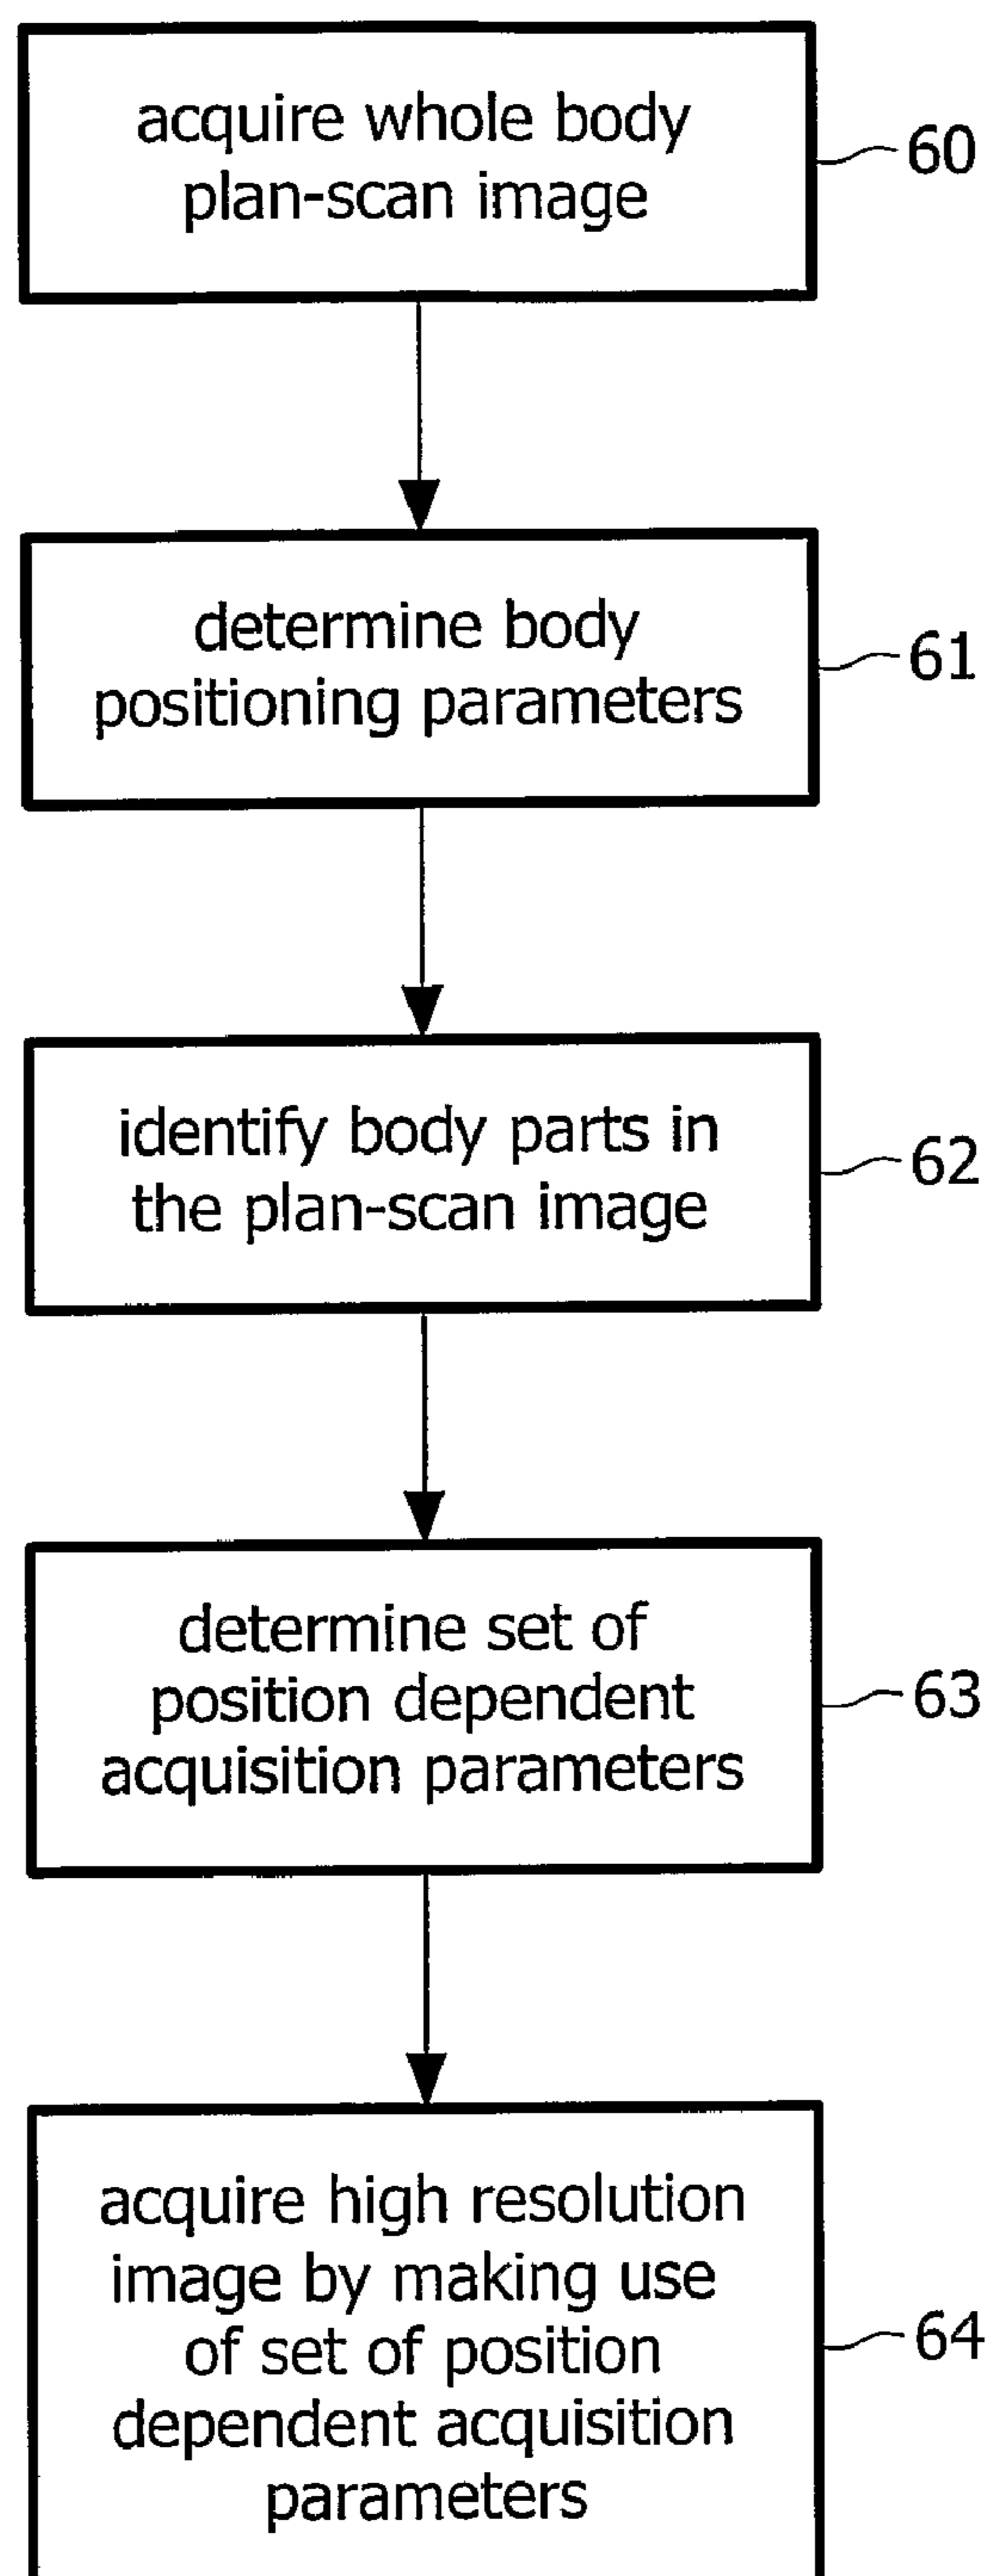 acquire whole body
plan-scan image
60
determine body
positioning parameters
61
identify body parts in
the plan-scan image
62
determine set of
position dependent
acquisition parameters
63
acquire high resolution
image by making use
of set of position
dependent acquisition
parameters
64